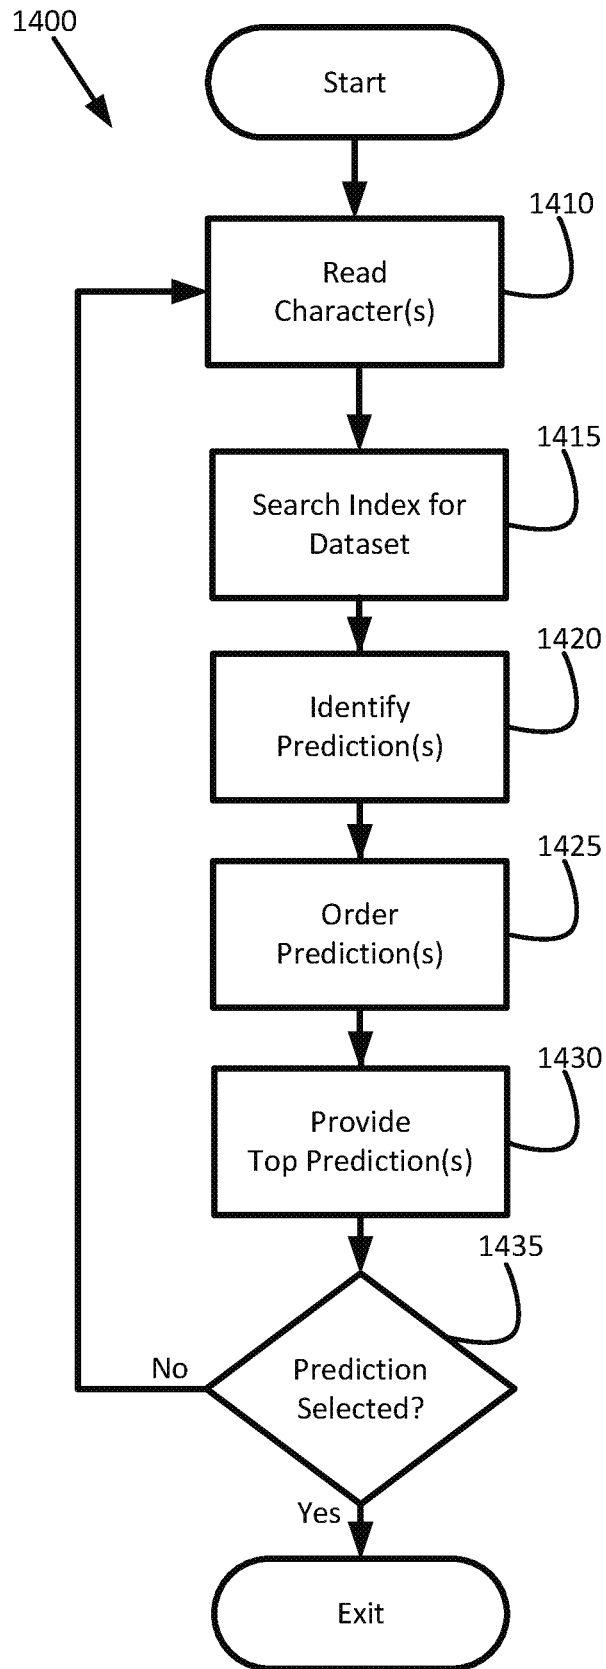 1400
Start
1410
Read
Character(s)
1415
Search Index for
Dataset
1420
Identify
Prediction(s)
1425
Order
Prediction(s)
1430
Provide
Top Prediction(s)
1435
No
Prediction
Selected?
Yes
Exit